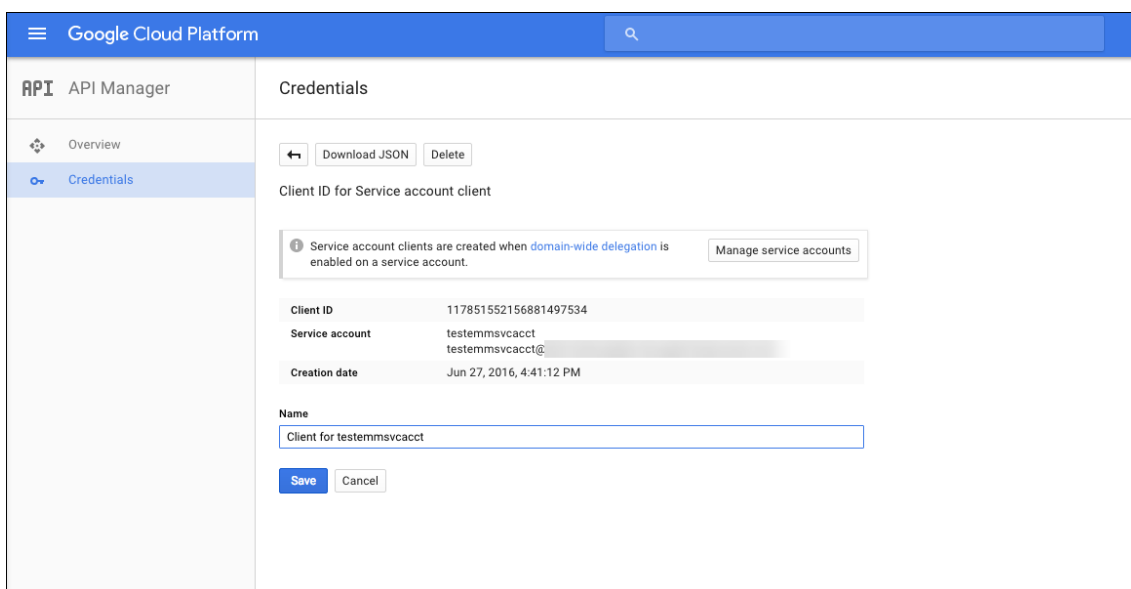 Google Cloud Platform
API API Manager
Credentials
Overview
Credentials
Download JSON
Delete
Client ID for Service account client
Service account clients are created when domain-wide delegation is
enabled on a service account.
Manage service accounts
Client ID 117851552156881497534
Service account testemmsvcacct
testemmsvcacct@
Creation date Jun 27, 2016, 4:41:12 PM
Name
Client for testemmsvcacct
Save
Cancel